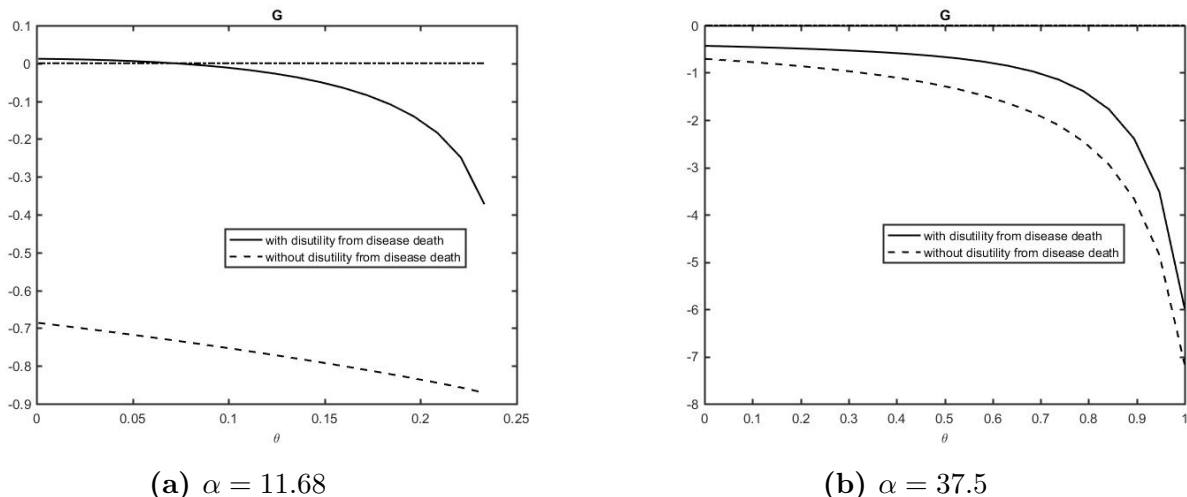 G
0.1
0
-0.1
-0.2
-0.3
-0.4
-0.5
-0.6
-0.7
-0.8
-0.9
with disutility from disease death
without disutility from disease death
0 0.05 0.1 0.15 0.2 0.25
θ
(a) α = 11.68
G
0
-1
-2
-3
-4
-5
-6
-7
-8
with disutility from disease death
without disutility from disease death
0 0.1 0.2 0.3 0.4 0.5 0.6 0.7 0.8 0.9 1
θ
(b) α = 37.5